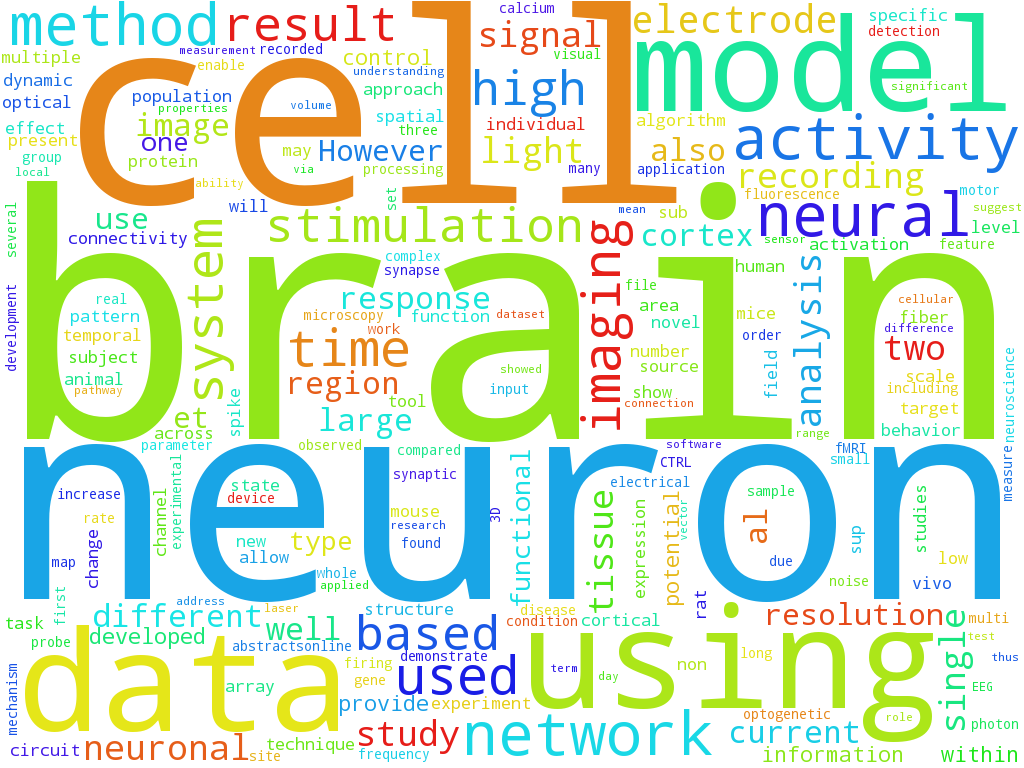 method
result
cell
calcium
electrode
model
specific
detection
signal
visual
measurement
recorded
enable
control
multiple
dynamic
optical
understanding
approach
properties
population
volume
high
significant
effect
present
image
one
protein
spatial
three
individual
algorithm
activity
group
local
may
However
light
also
processing
many
application
recording
via
ability
set
will
mean
fluorescence
motor
suggest
several
use
connectivity
stimulation
sub
neural
level
cortex
sensor
activation
feature
system
complex
synapse
imaging
human
analysis
brain
real
pattern
temporal
subject
animal
pathway
development
response
microscopy
function
dataset
work
time
region
showed
input
tool
large
file
area
novel
number
source
show
connection
mice
order
field
cellular
fiber
difference
two
scale
including
target
behavior
neuroscience
et
across
spike
range
parameter
observed
compared
software
CTRL
fMRI
small
measure
neuron
increase
experimental
channel
state
device
synaptic
electrical
functional
sample
studies
rate
new
allow
type
mouse
research
found
3D
tissue
expression
potential
vector
al
sup
map
change
whole
applied
due
noise
vivo
low
first
address
laser
structure
disease
condition
cortical
rat
task
different
well
based
using
resolution
single
multi
test
probe
developed
abstractsonline
demonstrate
firing
gene
used
term
non
long
thus
mechanism
data
array
day
EEG
provide
experiment
optogenetic
role
photon
circuit
neuronal
site
technique
study
frequency
network
current
information
within